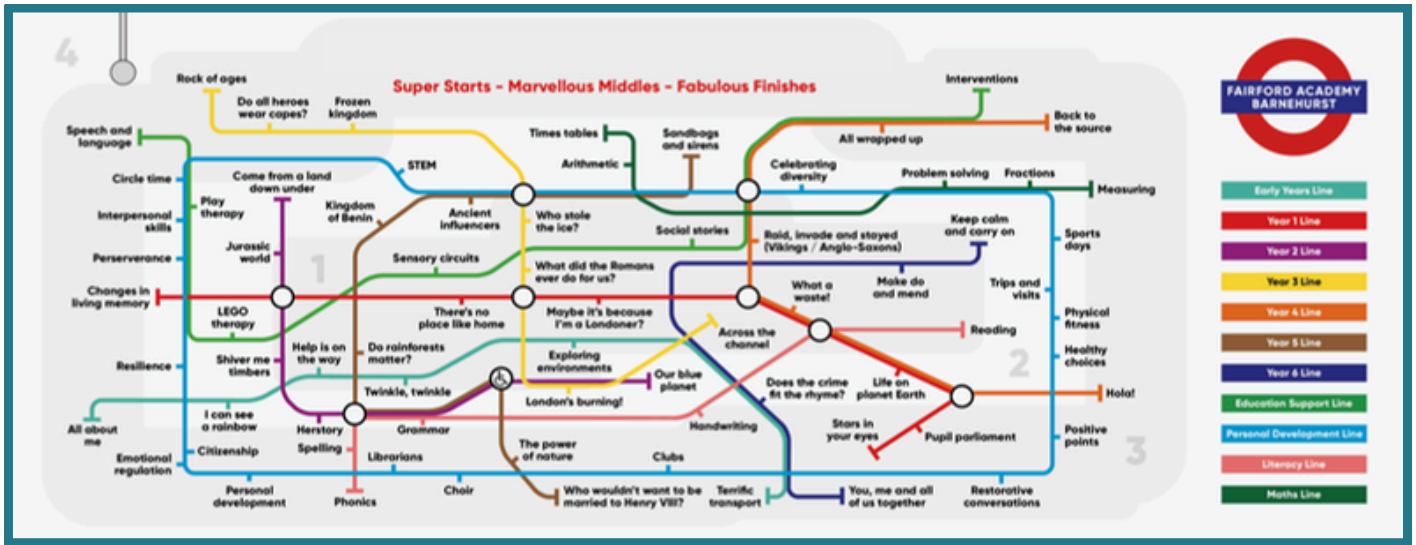 4
Super Starts - Marvellous Middles - Fabulous Finishes
Rock of ages
Do all heroes
wear capes?
Frozen
kingdom
Interventions
FAIRFORD ACADEMY
BARNEHURST
Speech and
language
Times tables
Sandbags
and sirens
Back to
the source
All wrapped up
Arithmetic
STEM
Circle time
Come from a land
down under
Celebrating
diversity
Problem solving
Fractions
Measuring
Play
therapy
Interpersonal
skills
Kingdom
of Benin
Ancient
influencers
Who stole
the ice?
Social stories
Raid, invade and stayed
(Vikings / Anglo-Saxons)
Keep calm
and carry on
Sports
days
Jurassic
world
1
Perserverance
Sensory circuits
What did the Romans
ever do for us?
Make do
and mend
Trips and
visits
Changes in
living memory
What a
waste!
LEGO
therapy
There's no
place like home
Maybe it's because
I'm a Londoner?
Physical
fitness
Across the
channel
Reading
Help is on
the way
Do rainforests
matter?
Exploring
environments
2
Healthy
choices
Resilience
Shiver me
timbers
Twinkle, twinkle
Our blue
planet
Does the crime
fit the rhyme?
Life on
planet Earth
Hola!
London's burning!
I can see
a rainbow
All about
me
Herstory
Grammar
Handwriting
Stars in
your eyes
Pupil parliament
Positive
points
3
Emotional
regulation
Citizenship
Spelling
Librarians
The power
of nature
Clubs
Personal
development
Phonics
Choir
Who wouldn't want to be
married to Henry VIII?
Terrific
transport
You, me and all
of us together
Restorative
conversations
Early Years Line
Year 1 Line
Year 2 Line
Year 3 Line
Year 4 Line
Year 5 Line
Year 6 Line
Education Support Line
Personal Development Line
Literacy Line
Maths Line